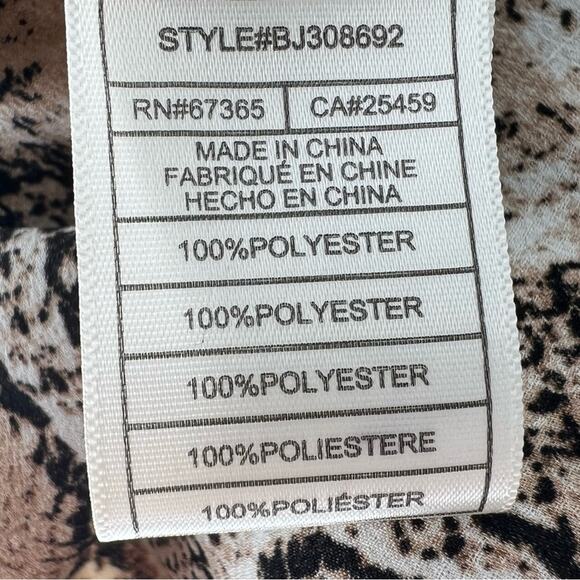 STYLE#BJ308692
RN#67365 CA#25459
MADE IN CHINA
FABRIQUÉ EN CHINE
HECHO EN CHINA
100%POLYESTER
100%POLYESTER
100%POLYESTER
100%POLIESTERE
100%POLIÉSTER